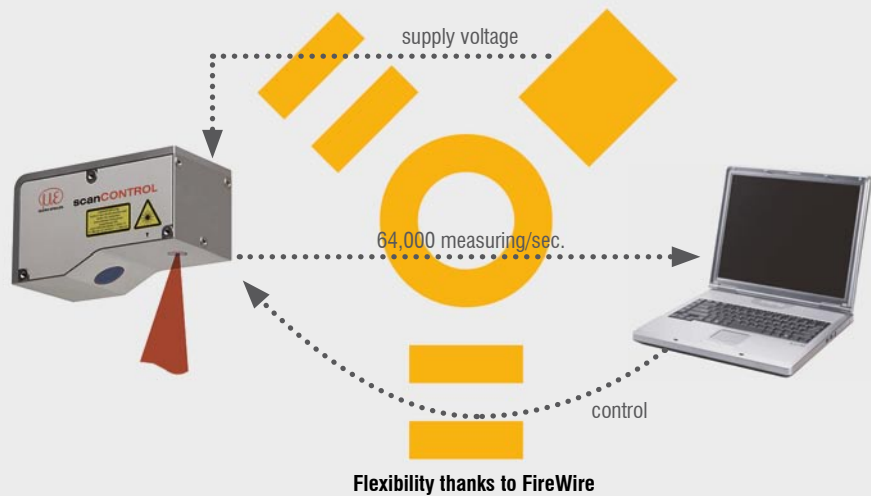 supply voltage
scanCONTROL
64,000 measuring/sec.
control
Flexibility thanks to FireWire